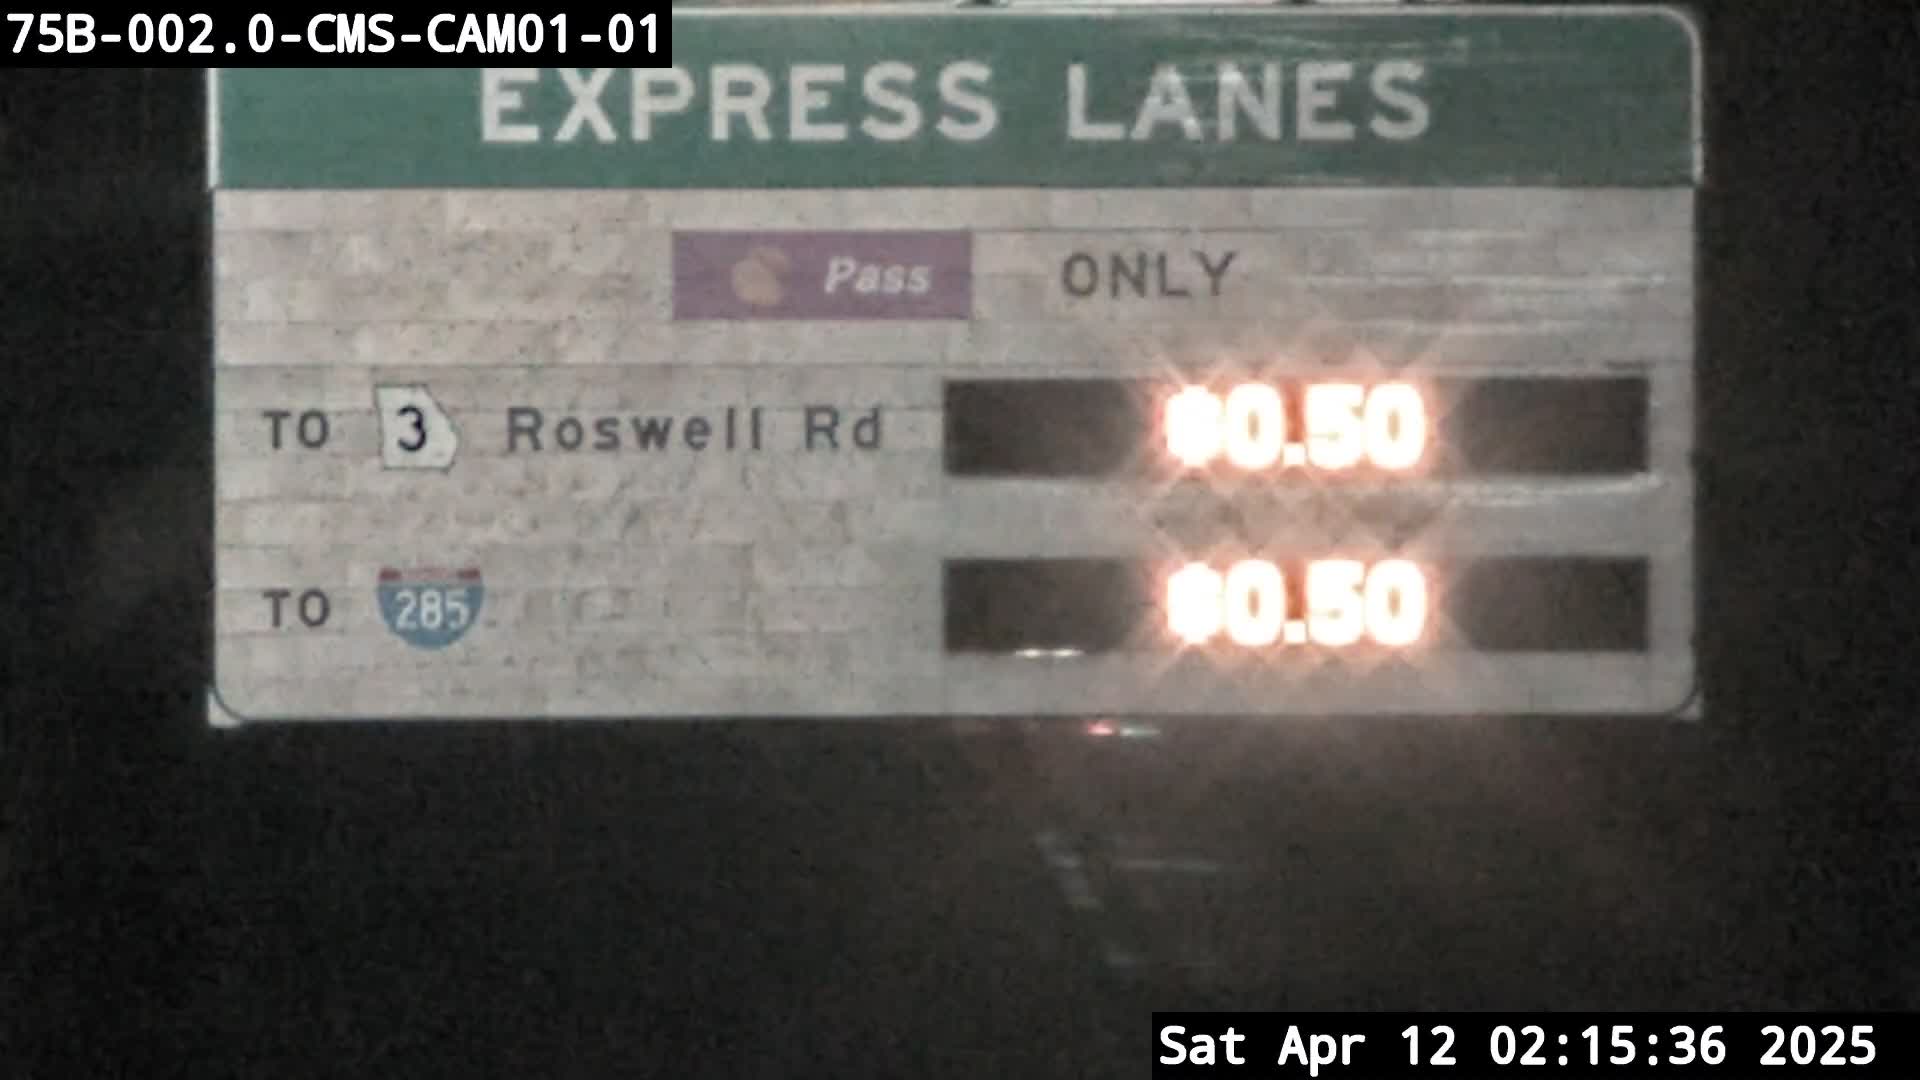 75B-002.0-CMS-CAM01-01
EXPRESS LANES
Pass ONLY
TO 3 Roswell Rd $0.50
TO 285 $0.50
Sat Apr 12 02:15:36 2025